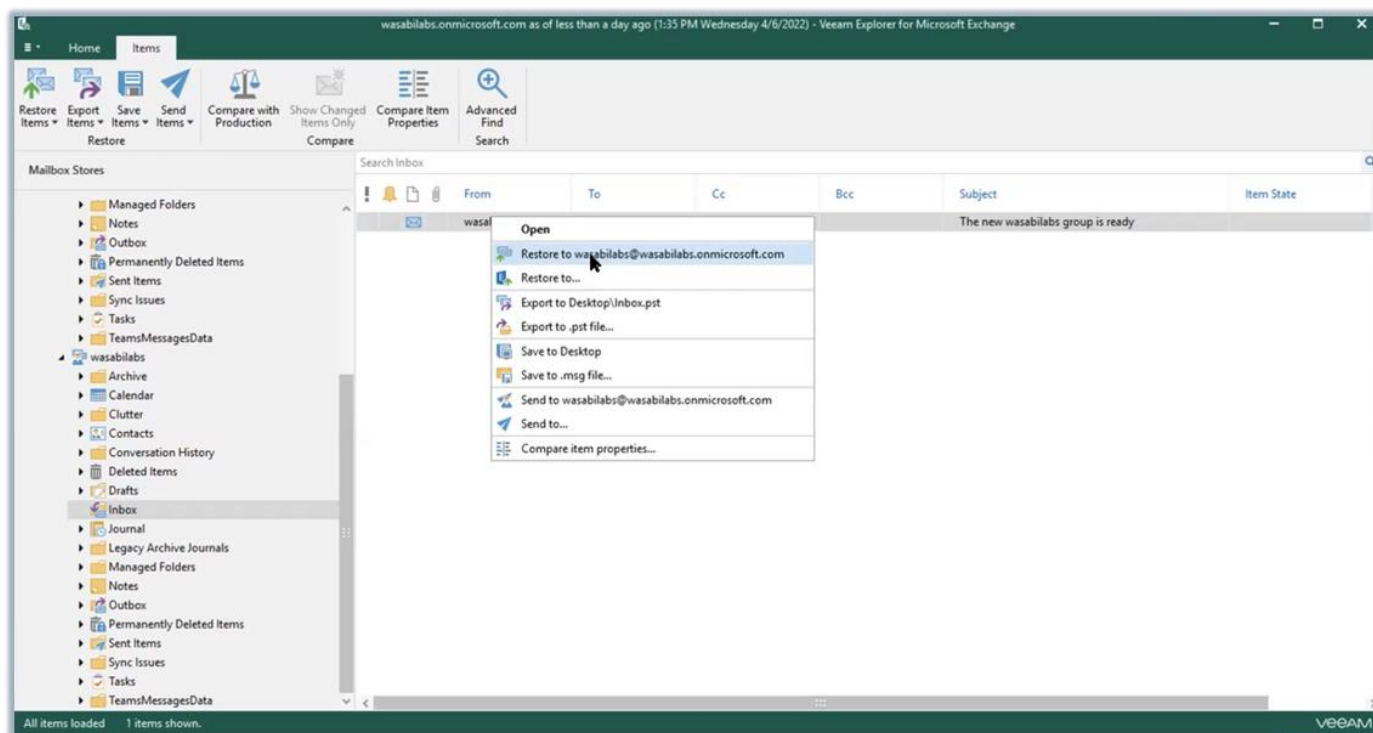 wasabilabs.onmicrosoft.com as of less than a day ago (1:35 PM Wednesday 4/6/2022) - Veeam Explorer for Microsoft Exchange
Home Items
Restore Items
Export Items
Save Items
Send Items
Compare with Production
Show Changed Items Only
Compare Item Properties
Advanced Find
Restore Compare Search
Mailbox Stores
Search Inbox
From To Cc Bcc Subject Item State
The new wasabilabs group is ready
Managed Folders
Notes
Outbox
Permanently Deleted Items
Sent Items
Sync Issues
Tasks
TeamsMessagesData
wasabilabs
Archive
Calendar
Clutter
Contacts
Conversation History
Deleted Items
Drafts
Inbox
Journal
Legacy Archive Journals
Managed Folders
Notes
Outbox
Permanently Deleted Items
Sent Items
Sync Issues
Tasks
TeamsMessagesData
Open
Restore to wasabilabs@wasabilabs.onmicrosoft.com
Restore to...
Export to Desktop\Inbox.pst
Export to .pst file...
Save to Desktop
Save to .msg file...
Send to wasabilabs@wasabilabs.onmicrosoft.com
Send to...
Compare item properties...
All items loaded 1 items shown.
veeAM